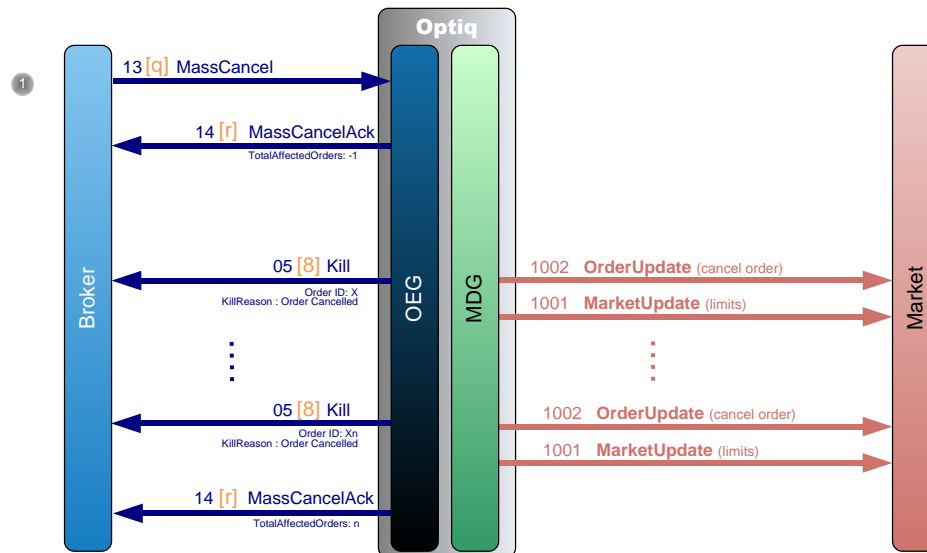 Optiq
1
13 [q] MassCancel
14 [r] MassCancelAck
TotalAffectedOrders: -1
Broker
OEG
MDG
Market
05 [8] Kill
Order ID: X
KillReason : Order Cancelled
1002 OrderUpdate (cancel order)
1001 MarketUpdate (limits)
05 [8] Kill
Order ID: Xn
KillReason : Order Cancelled
1002 OrderUpdate (cancel order)
1001 MarketUpdate (limits)
14 [r] MassCancelAck
TotalAffectedOrders: n